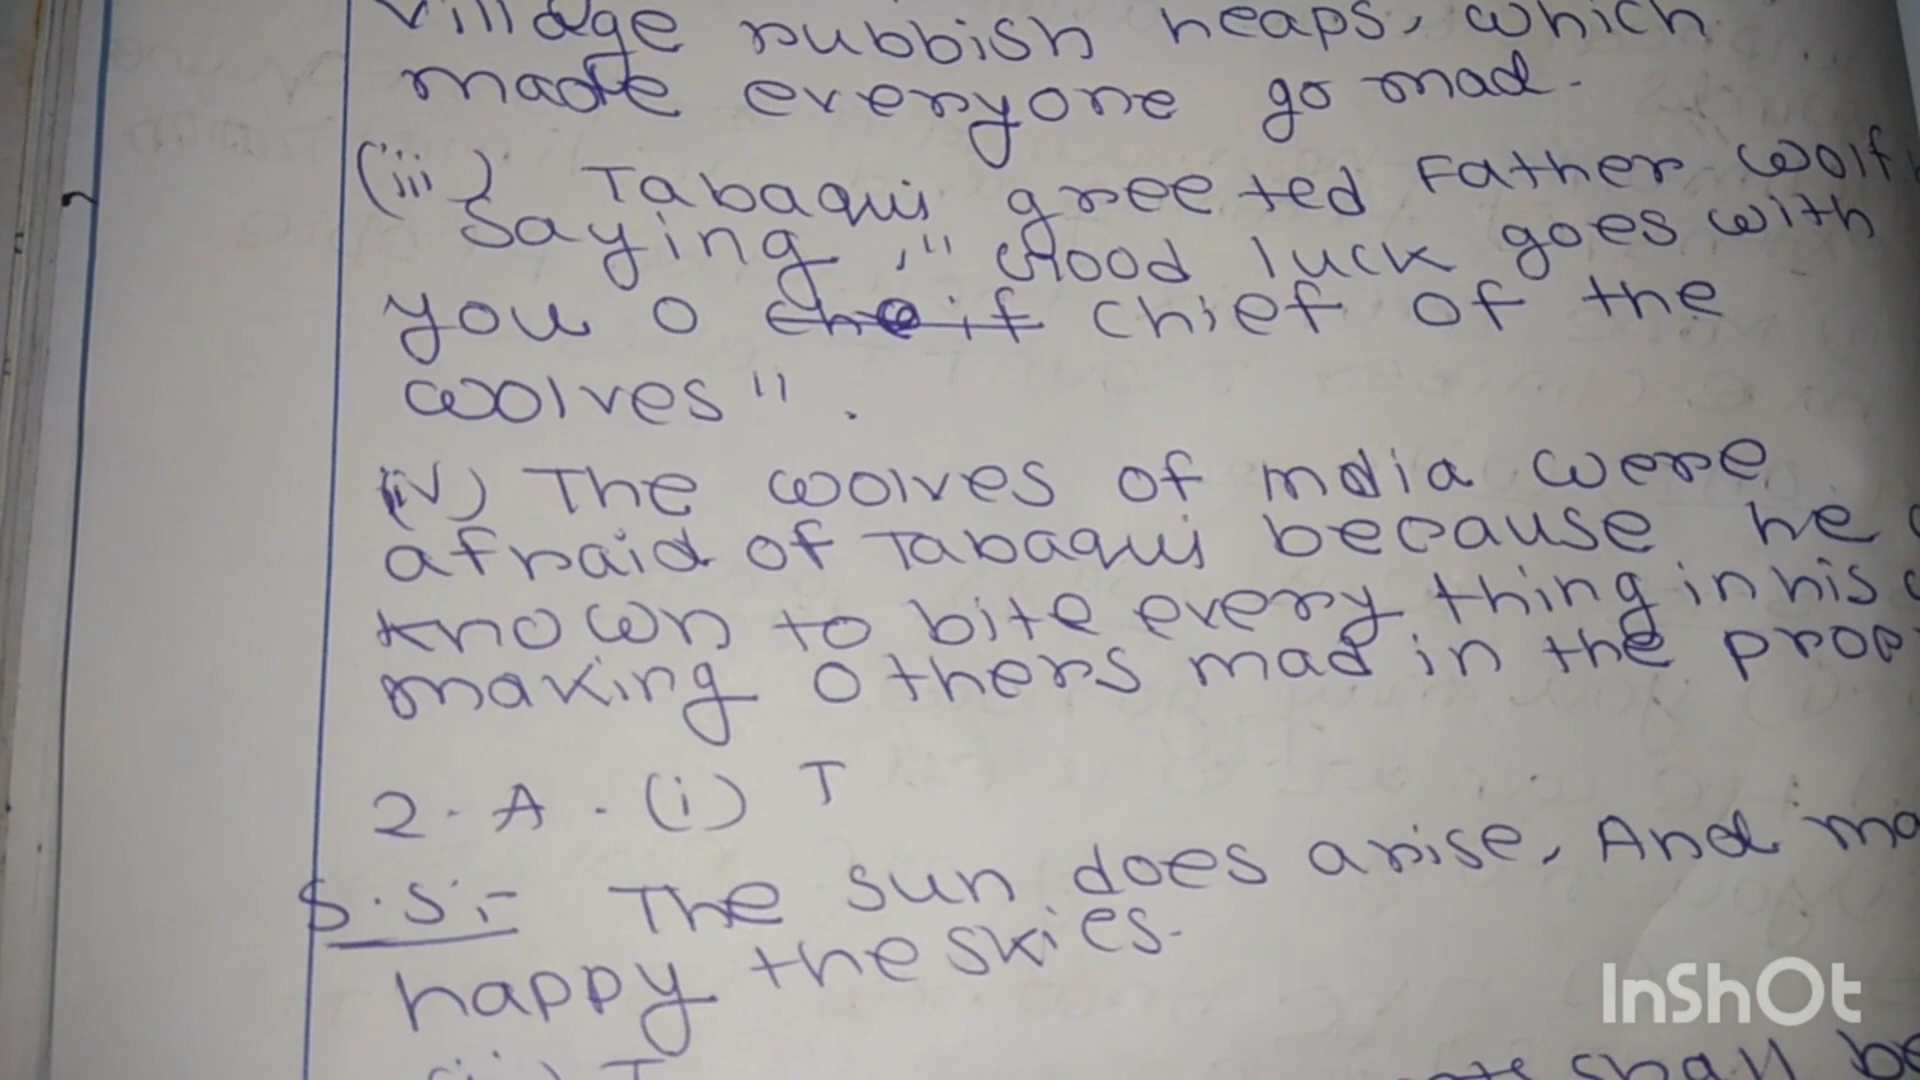 village rubbish heaps, which
made everyone go mad.
(iii) Tabaqui greeted Father wolf
saying ," Good luck goes with
you O cheif chief of the
wolves" .
(iv) The wolves of India were
afraid of Tabaqui because he
known to bite every thing in his
making others mad in the
2. A . (i) T
S.S:- The sun does arise, And
happy the skies.
T shall be
InShOt